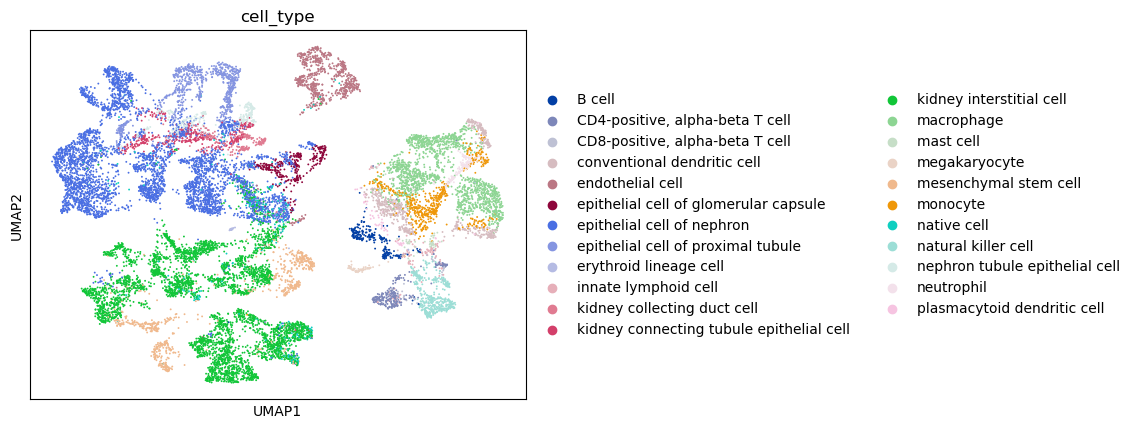 cell_type
UMAP2
UMAP1
B cell
CD4-positive, alpha-beta T cell
CD8-positive, alpha-beta T cell
conventional dendritic cell
endothelial cell
epithelial cell of glomerular capsule
epithelial cell of nephron
epithelial cell of proximal tubule
erythroid lineage cell
innate lymphoid cell
kidney collecting duct cell
kidney connecting tubule epithelial cell
kidney interstitial cell
macrophage
mast cell
megakaryocyte
mesenchymal stem cell
monocyte
native cell
natural killer cell
nephron tubule epithelial cell
neutrophil
plasmacytoid dendritic cell